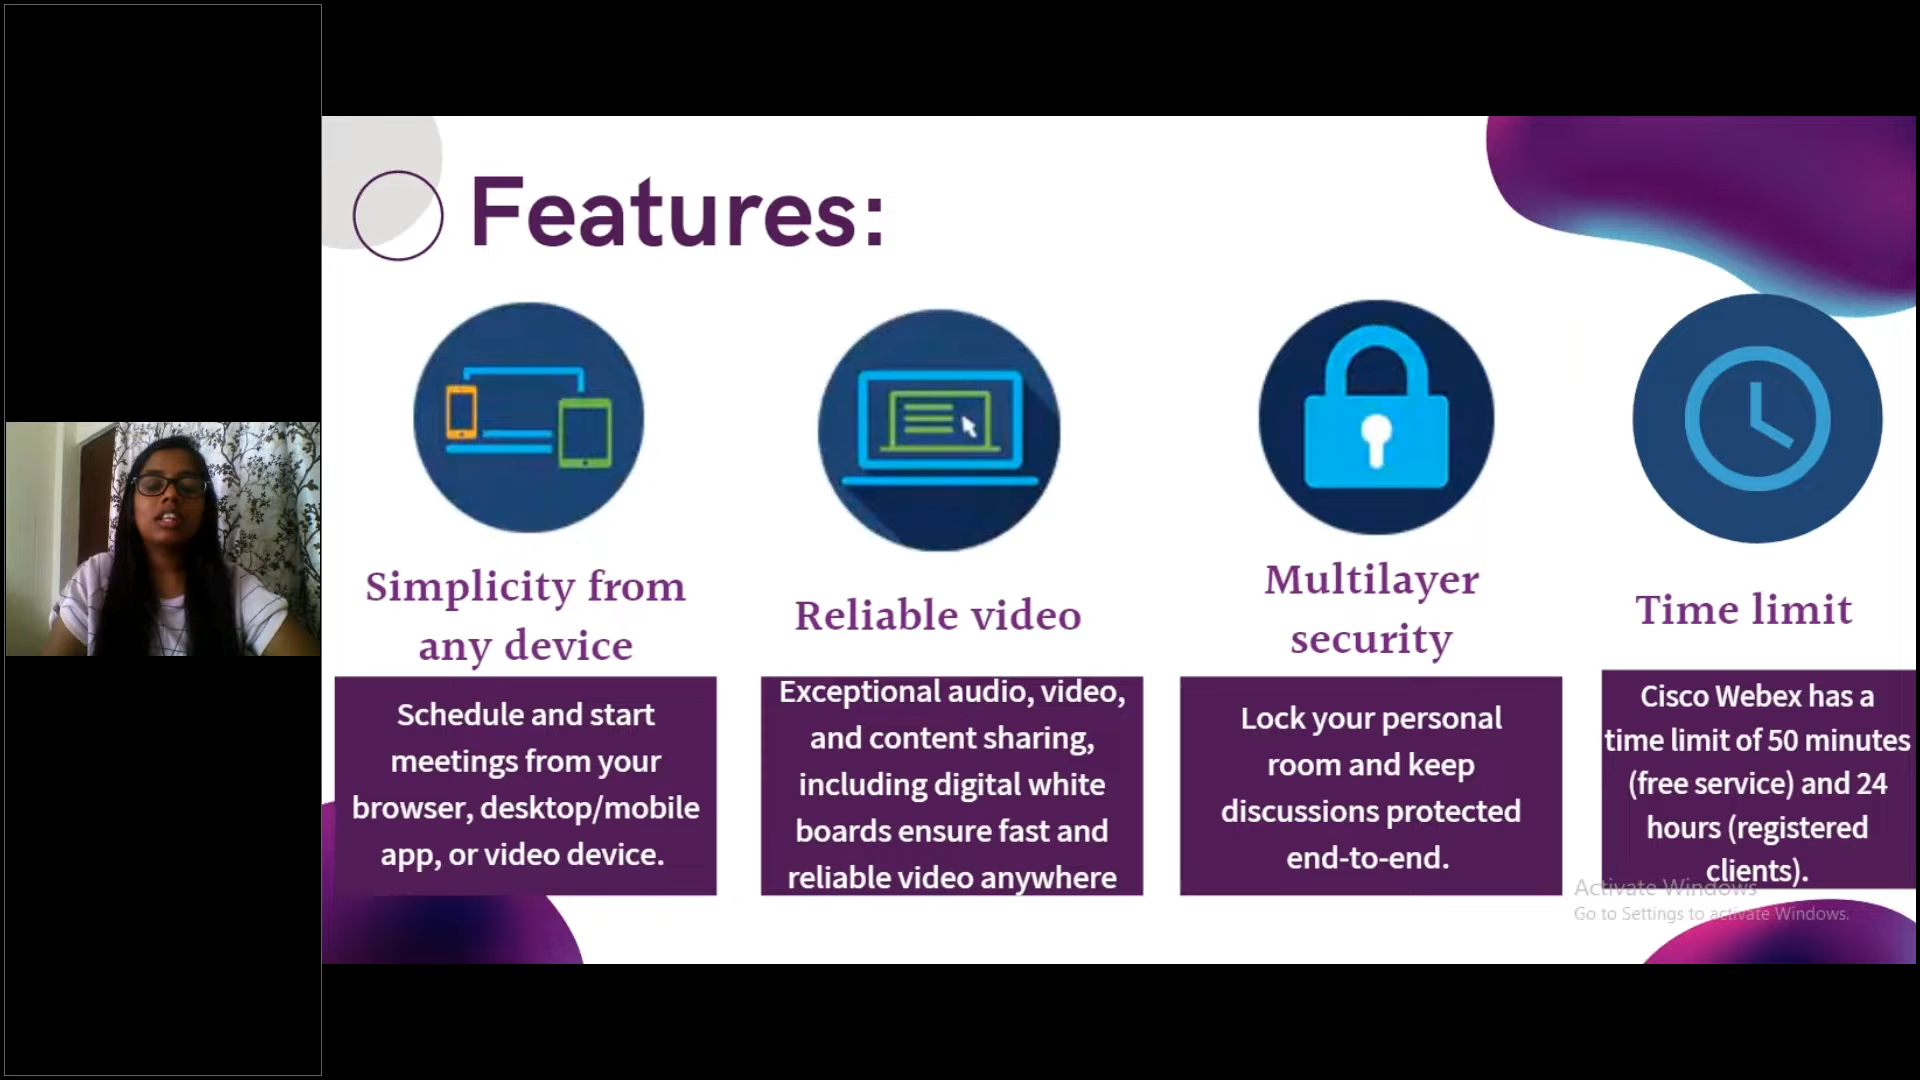 Features:
Simplicity from
any device
Schedule and start
meetings from your
browser, desktop/mobile
app, or video device.
Reliable video
Exceptional audio, video,
and content sharing,
including digital white
boards ensure fast and
reliable video anywhere
Multilayer
security
Lock your personal
room and keep
discussions protected
end-to-end.
Time limit
Cisco Webex has a
time limit of 50 minutes
(free service) and 24
hours (registered
clients).
Activate Windows
Go to Settings to activate Windows.